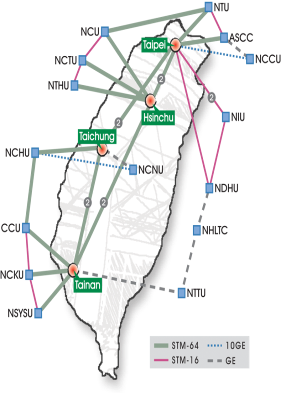 NTU
NCU
ASCC
Taipei
NCTU
NCCU
2
NTHU
2
Hsinchu
NIU
2
Taichung
NCHU
NCNU
NDHU
2
2
CCU
NHLTC
NCKU
Tainan
NTTU
NSYSU
STM-64 10GE
STM-16 GE